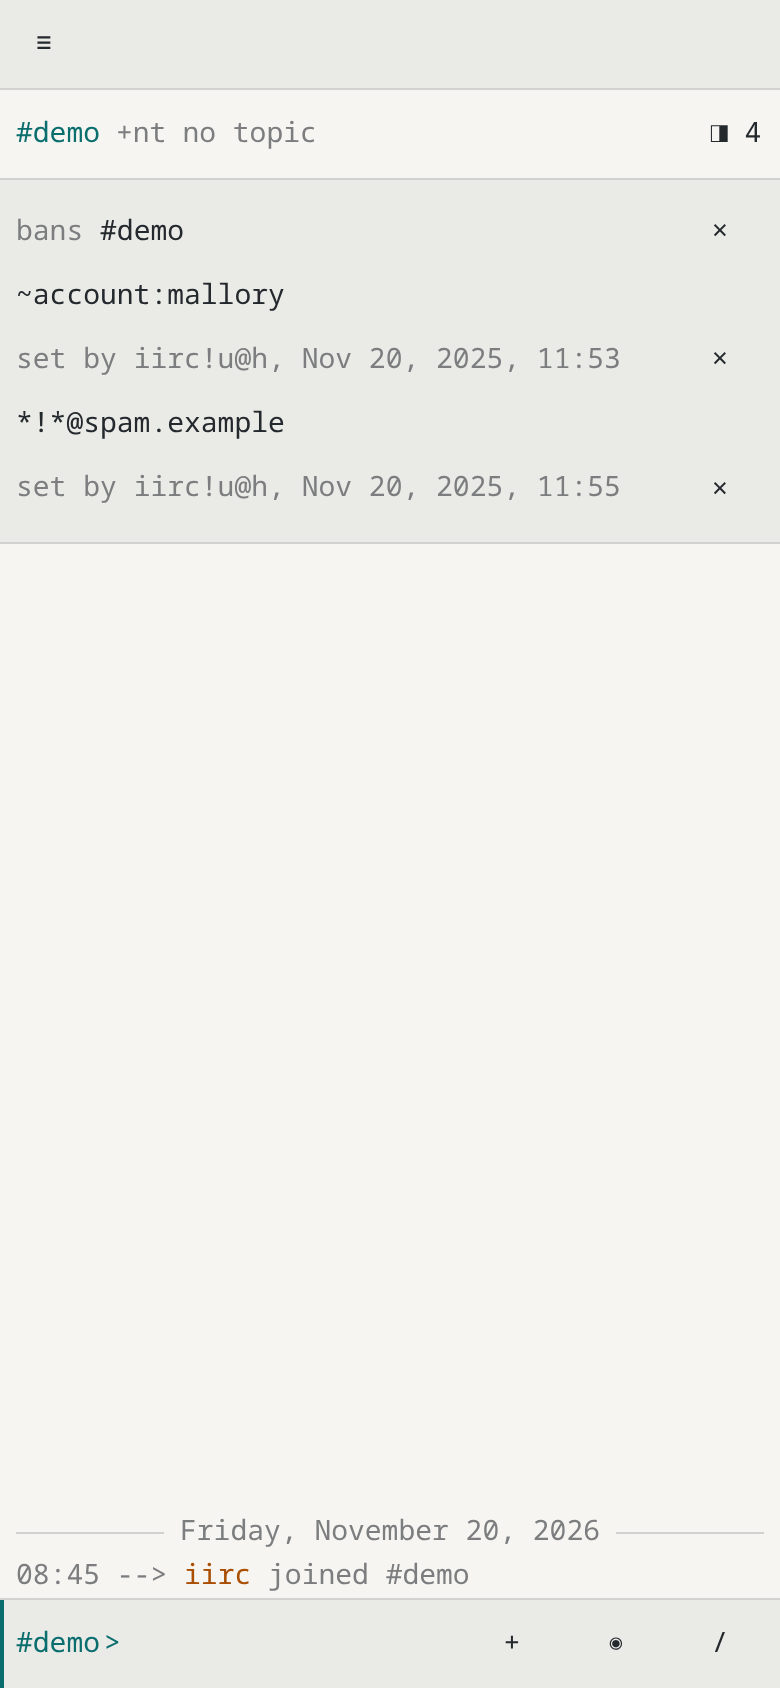 ≡
#demo +nt no topic ◨ 4
bans #demo ×
~account:mallory
set by iirc!u@h, Nov 20, 2025, 11:53 ×
*!*@spam.example
set by iirc!u@h, Nov 20, 2025, 11:55 ×
Friday, November 20, 2026
08:45 --> iirc joined #demo
#demo> + ◉ /